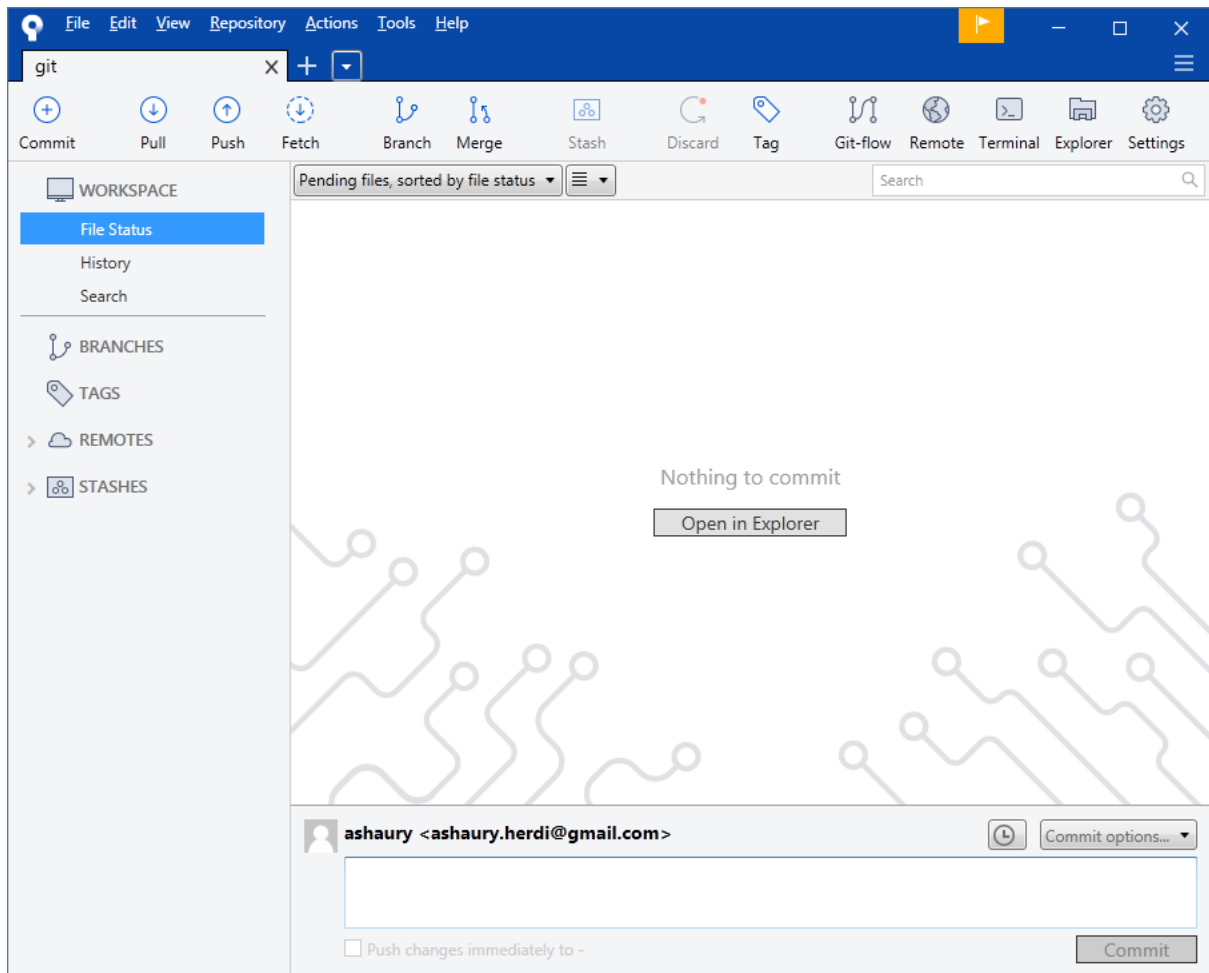 File Edit View Repository Actions Tools Help
git
Commit Pull Push Fetch Branch Merge Stash Discard Tag Git-flow Remote Terminal Explorer Settings
WORKSPACE
Pending files, sorted by file status
Search
File Status
History
Search
BRANCHES
TAGS
REMOTES
STASHES
Nothing to commit
Open in Explorer
ashaury <ashaury.herdi@gmail.com>
Commit options...
Push changes immediately to -
Commit